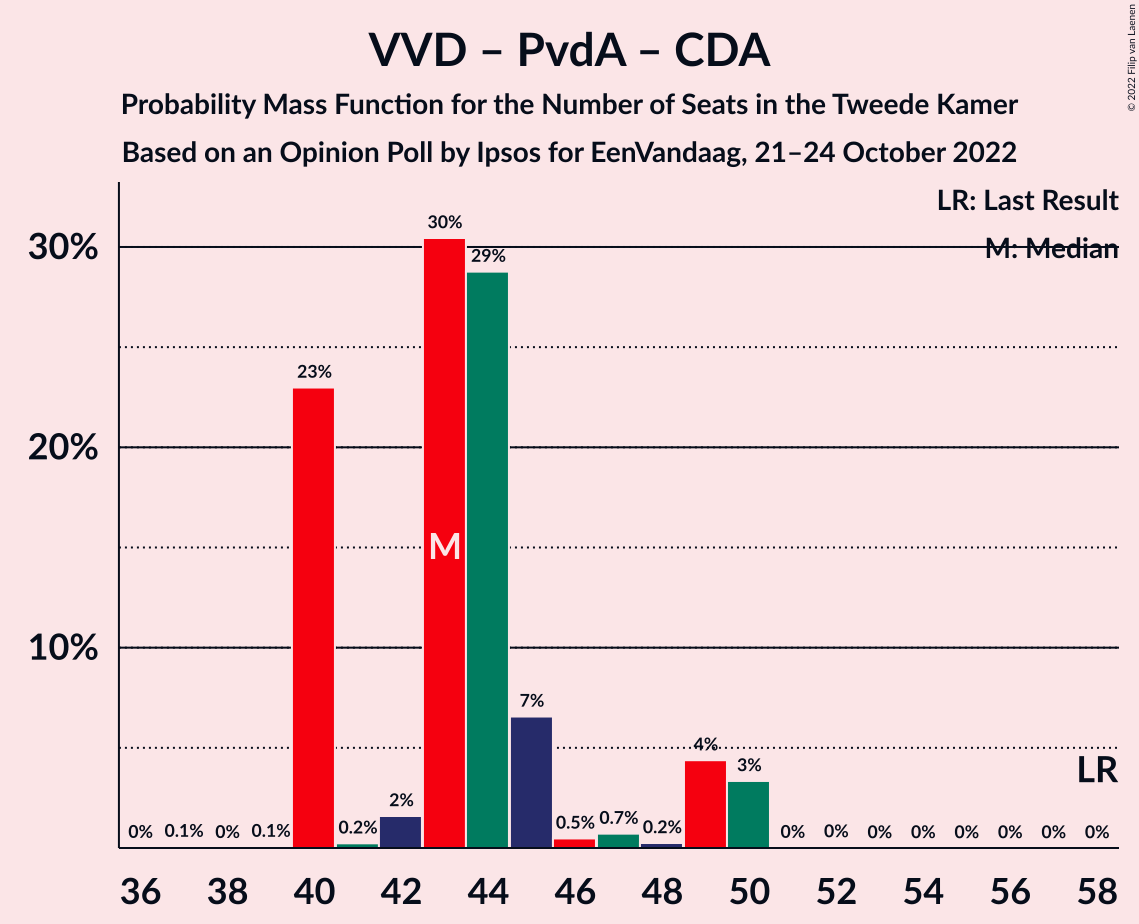 © 2022 Filip van Laenen
VVD – PvdA – CDA
Probability Mass Function for the Number of Seats in the Tweede Kamer
Based on an Opinion Poll by Ipsos for EenVandaag, 21–24 October 2022
LR: Last Result
M: Median
30%
20%
10%
0% 0.1% 0% 0.1% 23% 0.2% 2% 30% 29% 7% 0.5% 0.7% 0.2% 4% 3% 0% 0% 0% 0% 0% 0% 0% 0%
M
LR
36 38 40 42 44 46 48 50 52 54 56 58